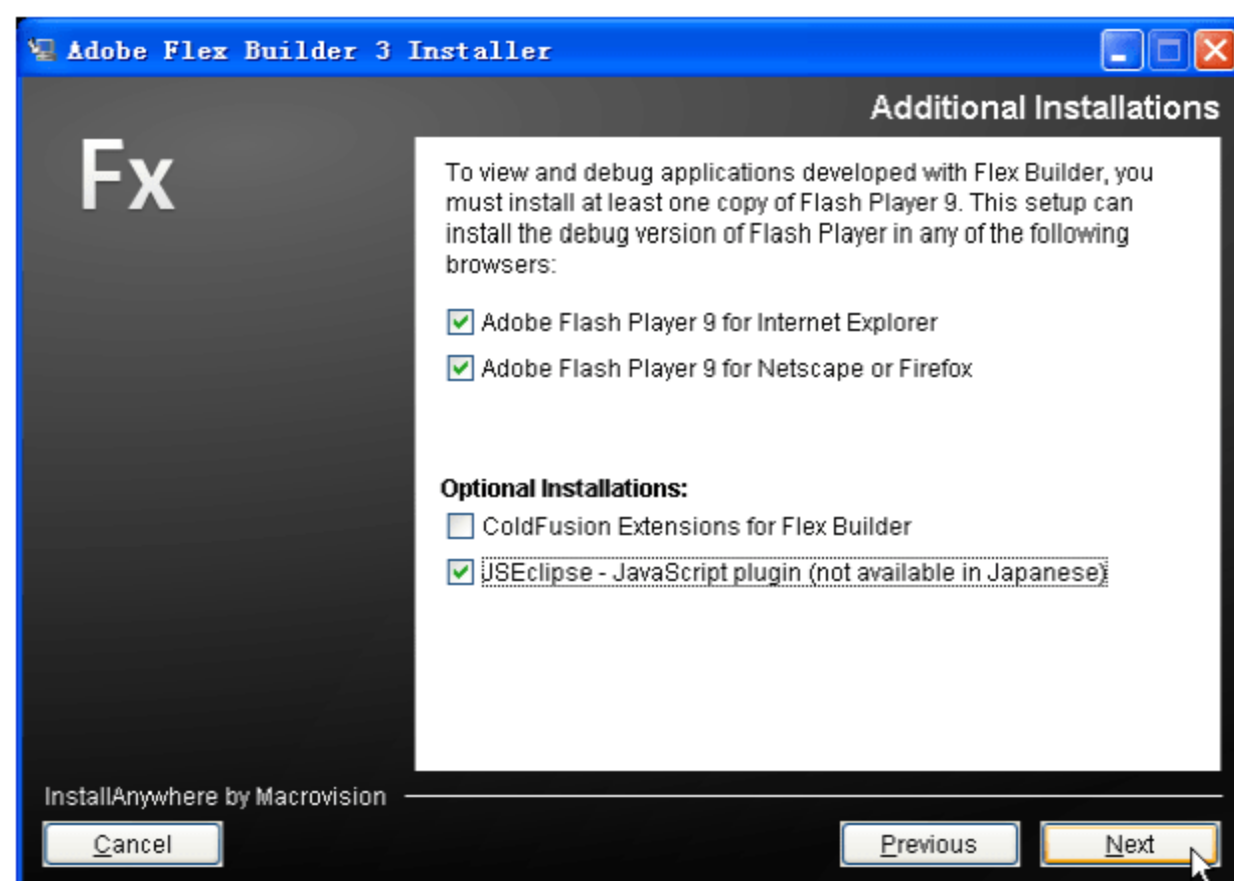 Adobe Flex Builder 3 Installer
Additional Installations
Fx
To view and debug applications developed with Flex Builder, you
must install at least one copy of Flash Player 9. This setup can
install the debug version of Flash Player in any of the following
browsers:
Adobe Flash Player 9 for Internet Explorer
Adobe Flash Player 9 for Netscape or Firefox
Optional Installations:
ColdFusion Extensions for Flex Builder
JSEclipse - JavaScript plugin (not available in Japanese)
InstallAnywhere by Macrovision
Cancel
Previous
Next